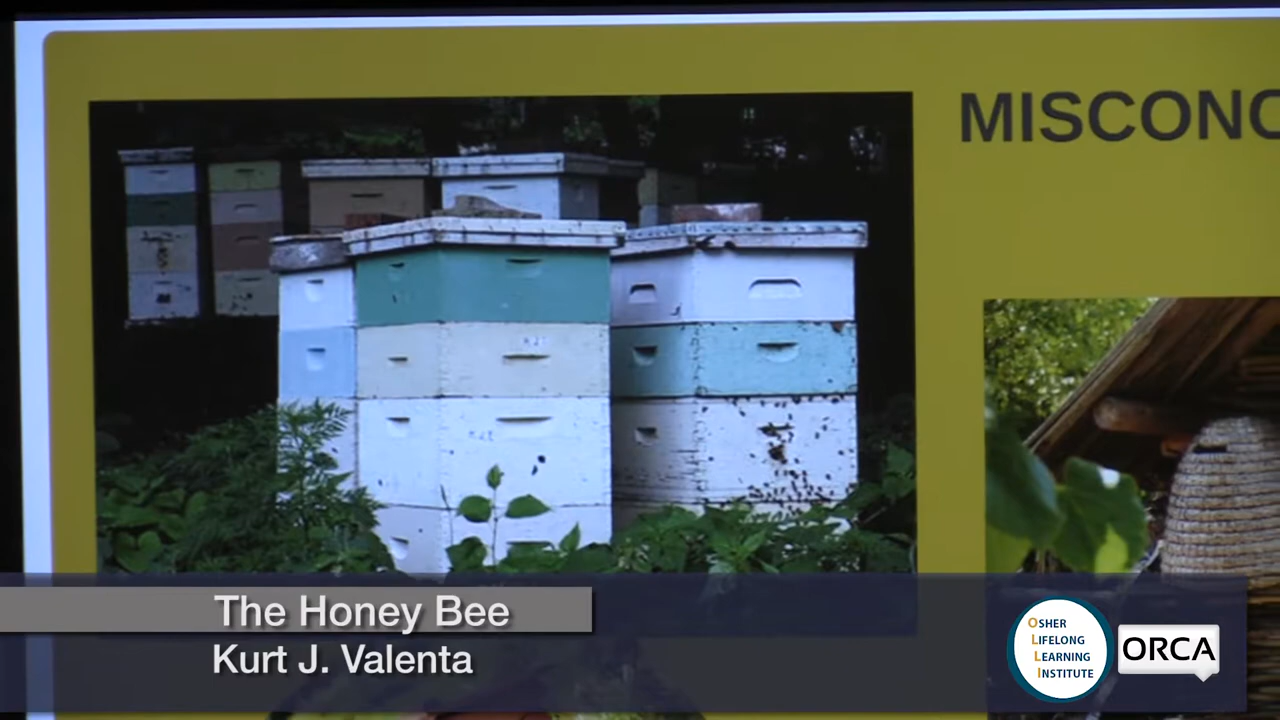 MISCONC
The Honey Bee
Kurt J. Valenta
OSHER
LIFELONG
LEARNING
INSTITUTE
ORCA